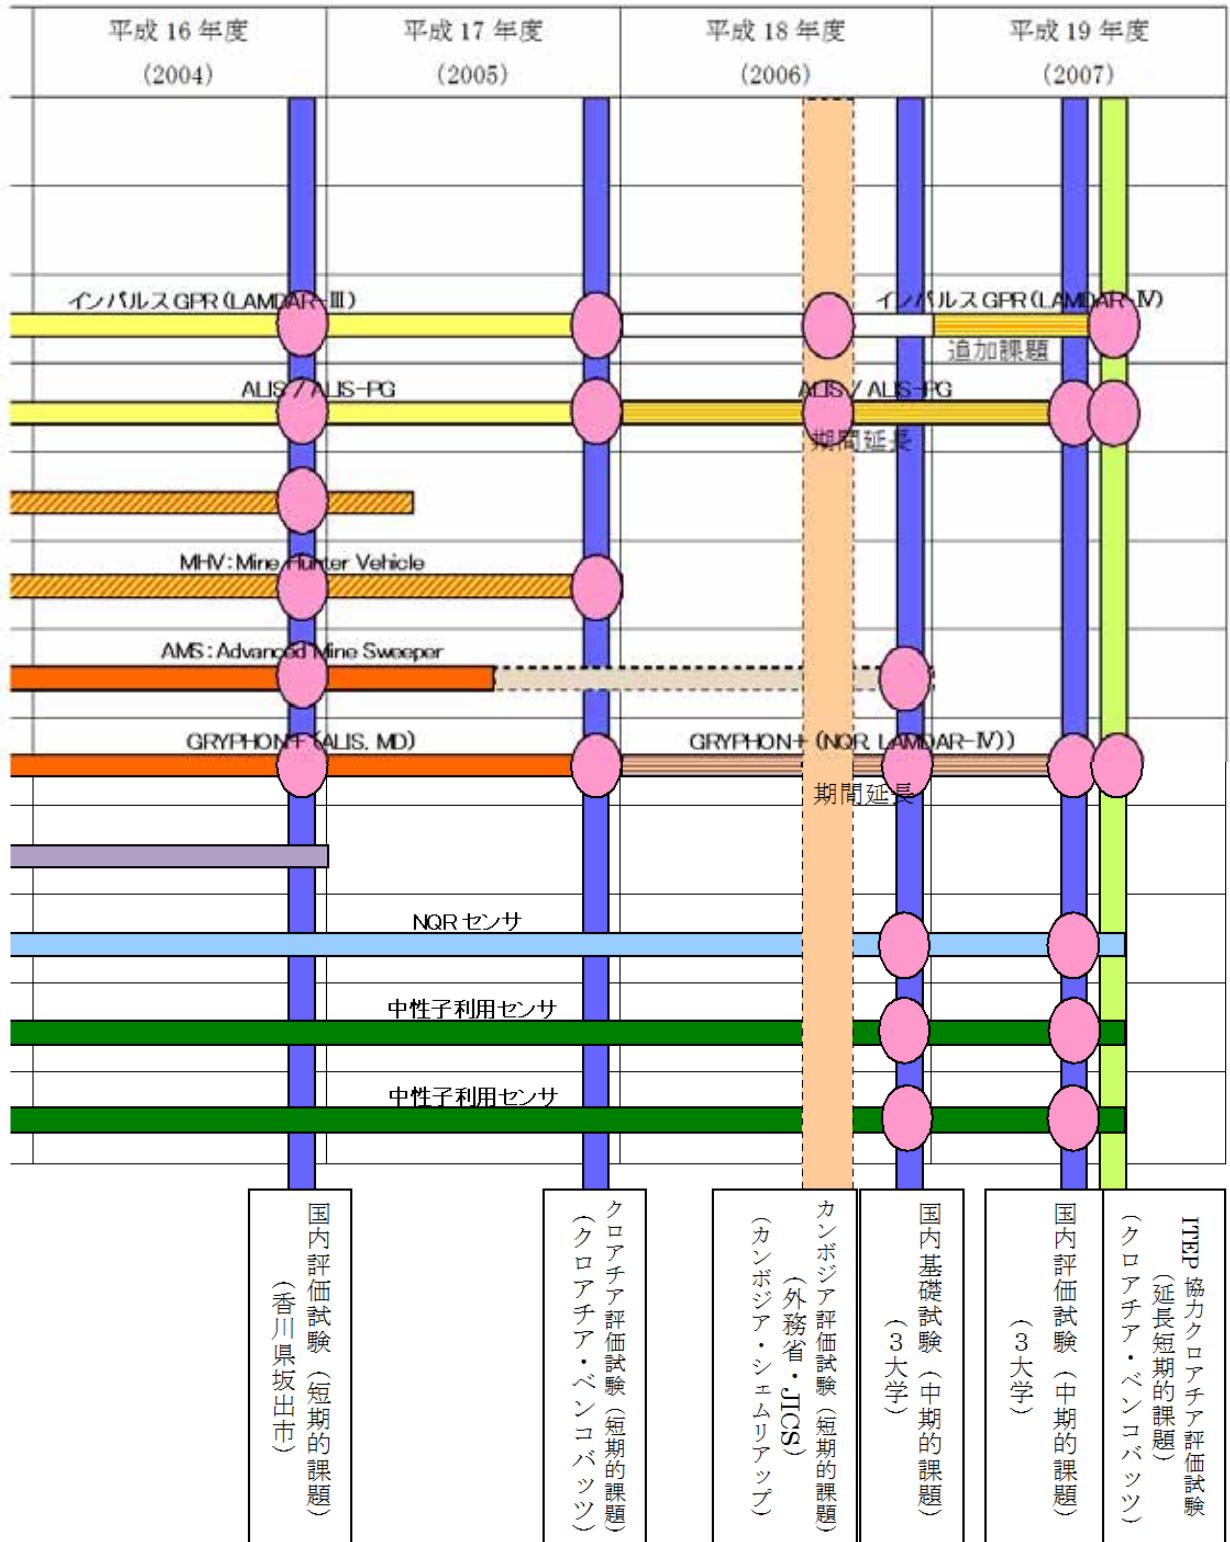 平成 16 年度
(2004)
平成 17 年度
(2005)
平成 18 年度
(2006)
平成 19 年度
(2007)
インパルス GPR (LAMDAR-Ⅲ)
インパルス GPR (LAMDAR-Ⅳ)
追加課題
ALIS / ALIS-PG
ALIS / ALIS-PG
期間延長
MHV: Mine Hunter Vehicle
AMS: Advanced Mine Sweeper
GRYPHON+ (ALIS, MD)
GRYPHON+ (NQR, LAMDAR-Ⅳ))
期間延長
NQR センサ
中性子利用センサ
中性子利用センサ
国内評価試験（短期的課題）
（香川県坂出市）
クロアチア評価試験（短期的課題）
（クロアチア・ベンコバッツ）
カンボジア評価試験（短期的課題）
（外務省・JICS）
（カンボジア・シェムリアップ）
国内基礎試験（中期的課題）
（３大学）
国内評価試験（中期的課題）
（３大学）
ITEP 協力クロアチア評価試験
（延長短期的課題）
（クロアチア・ベンコバッツ）